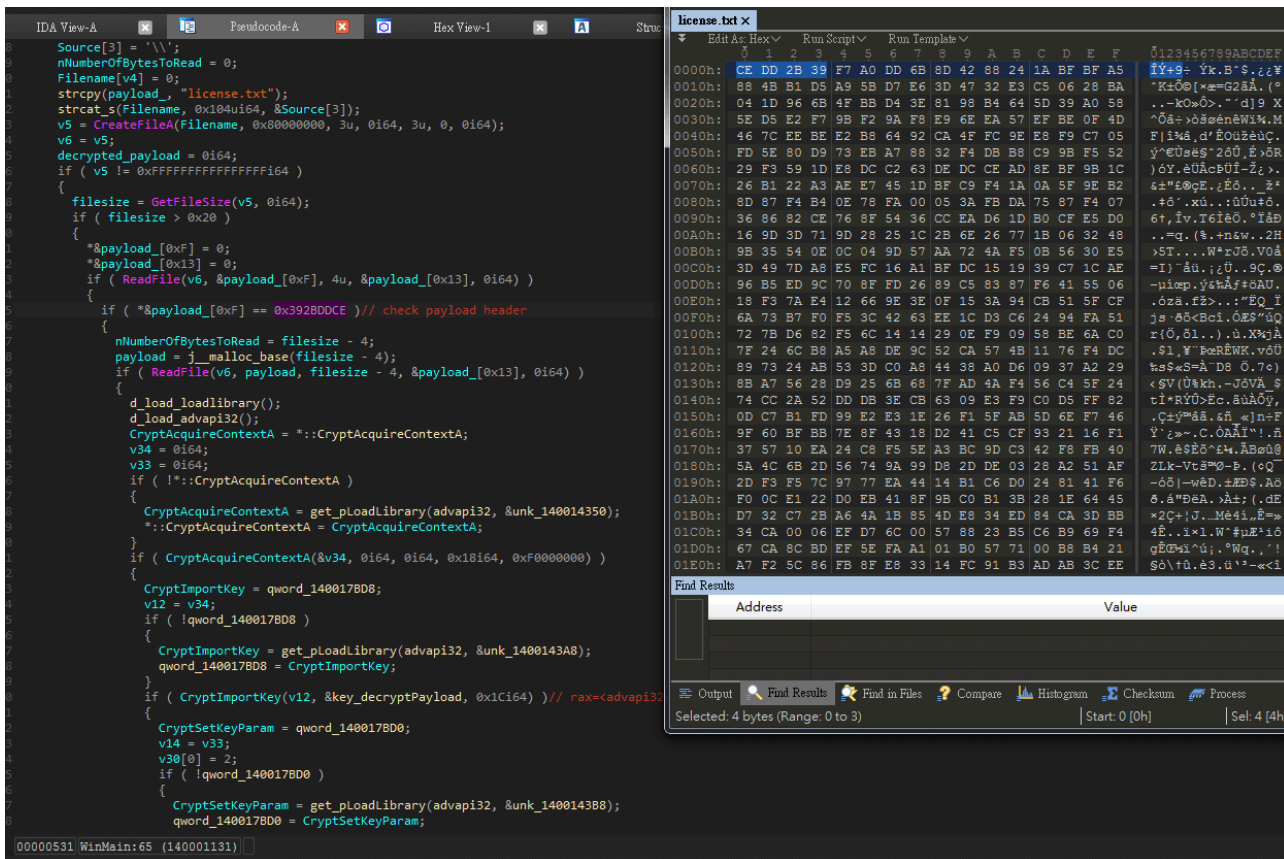 IDA View-A
Pseudocode-A
Hex View-1
Struc
Source[3] = '\\';
nNumberOfBytesToRead = 0;
Filename[v4] = 0;
strcpy(payload_, "license.txt");
strcat_s(Filename, 0x104ui64, &Source[3]);
v5 = CreateFileA(Filename, 0x80000000, 3u, 0i64, 3u, 0, 0i64);
v6 = v5;
decrypted_payload = 0i64;
if ( v5 != 0xFFFFFFFFFFFFFFFFi64 )
{
filesize = GetFileSize(v5, 0i64);
if ( filesize > 0x20 )
{
*&payload_[0xF] = 0;
*&payload_[0x13] = 0;
if ( ReadFile(v6, &payload_[0xF], 4u, &payload_[0x13], 0i64) )
{
if ( *&payload_[0xF] == 0x392BDDCE )// check payload header
{
nNumberOfBytesToRead = filesize - 4;
payload = j__malloc_base(filesize - 4);
if ( ReadFile(v6, payload, filesize - 4, &payload_[0x13], 0i64) )
{
d_load_loadlibrary();
d_load_advapi32();
CryptAcquireContextA = *::CryptAcquireContextA;
v34 = 0i64;
v33 = 0i64;
if ( !*::CryptAcquireContextA )
{
CryptAcquireContextA = get_pLoadLibrary(advapi32, &unk_140014350);
*::CryptAcquireContextA = CryptAcquireContextA;
}
if ( CryptAcquireContextA(&v34, 0i64, 0i64, 0x18i64, 0xF0000000) )
{
CryptImportKey = qword_140017BD8;
v12 = v34;
if ( !qword_140017BD8 )
{
CryptImportKey = get_pLoadLibrary(advapi32, &unk_1400143A8);
qword_140017BD8 = CryptImportKey;
}
if ( CryptImportKey(v12, &key_decryptPayload, 0x1Ci64) )// rax=<advapi32
{
CryptSetKeyParam = qword_140017BD0;
v14 = v33;
v30[0] = 2;
if ( !qword_140017BD0 )
{
CryptSetKeyParam = get_pLoadLibrary(advapi32, &unk_1400143B8);
qword_140017BD0 = CryptSetKeyParam;
00000531 WinMain:65 (140001131)
license.txt ×
Edit As: Hex Run Script Run Template
0 1 2 3 4 5 6 7 8 9 A B C D E F 0123456789ABCDEF
0000h: CE DD 2B 39 F7 A0 DD 6B 8D 42 88 24 1A BF BF A5
0010h: 88 4B B1 D5 A9 5B D7 E6 3D 47 32 E3 C5 06 28 BA
0020h: 04 1D 96 6B 4F BB D4 3E 81 98 B4 64 5D 39 A0 58
0030h: 5E D5 E2 F7 9B F2 9A F8 E9 6E EA 57 EF BE 0F 4D
0040h: 46 7C EE BE E2 B8 64 92 CA 4F FC 9E E8 F9 C7 05
0050h: FD 5E 80 D9 73 EB A7 88 32 F4 DB B8 C9 9B F5 52
0060h: 29 F3 59 1D E8 DC C2 63 DE DC CE AD 8E BF 9B 1C
0070h: 26 B1 22 A3 AE E7 45 1D BF C9 F4 1A 0A 5F 9E B2
0080h: 8D 87 F4 B4 0E 78 FA 00 05 3A FB DA 75 87 F4 07
0090h: 36 86 82 CE 76 8F 54 36 CC EA D6 1D B0 CF E5 D0
00A0h: 16 9D 3D 71 9D 28 25 1C 2B 6E 26 77 1B 06 32 48
00B0h: 9B 35 54 0E 0C 04 9D 57 AA 72 4A F5 0B 56 30 E5
00C0h: 3D 49 7D A8 E5 FC 16 A1 BF DC 15 19 39 C7 1C AE
00D0h: 96 B5 ED 9C 70 8F FD 26 89 C5 83 87 F6 41 55 06
00E0h: 18 F3 7A E4 12 66 9E 3E 0F 15 3A 94 CB 51 5F CF
00F0h: 6A 73 B7 F0 F5 3C 42 63 EE 1C D3 C6 24 94 FA 51
0100h: 72 7B D6 82 F5 6C 14 14 29 0E F9 09 58 BE 6A C0
0110h: 7F 24 6C B8 A5 A8 DE 9C 52 CA 57 4B 11 76 F4 DC
0120h: 89 73 24 AB 53 3D C0 A8 44 38 A0 D6 09 37 A2 29
0130h: 8B A7 56 28 D9 25 6B 68 7F AD 4A F4 56 C4 5F 24
0140h: 74 CC 2A 52 DD DB 3E CB 63 09 E3 F9 C0 D5 FF 82
0150h: 0D C7 B1 FD 99 E2 E3 1E 26 F1 5F AB 5D 6E F7 46
0160h: 9F 60 BF BB 7E 8F 43 18 D2 41 C5 CF 93 21 16 F1
0170h: 37 57 10 EA 24 C8 F5 5E A3 BC 9D C3 42 F8 FB 40
0180h: 5A 4C 6B 2D 56 74 9A 99 D8 2D DE 03 28 A2 51 AF
0190h: 2D F3 F5 7C 97 77 EA 44 14 B1 C6 D0 24 81 41 F6
01A0h: F0 0C E1 22 D0 EB 41 8F 9B C0 B1 3B 28 1E 64 45
01B0h: D7 32 C7 2B A6 4A 1B 85 4D E8 34 ED 84 CA 3D BB
01C0h: 34 CA 00 06 EF D7 6C 00 57 88 23 B5 C6 B9 69 F4
01D0h: 67 CA 8C BD EF 5E FA A1 01 B0 57 71 00 B8 B4 21
01E0h: A7 F2 5C 86 FB 8F E8 33 14 FC 91 B3 AD AB 3C EE
Find Results
Address Value
Output Find Results Find in Files Compare Histogram Checksum Process
Selected: 4 bytes (Range: 0 to 3) Start: 0 [0h] Sel: 4 [4h